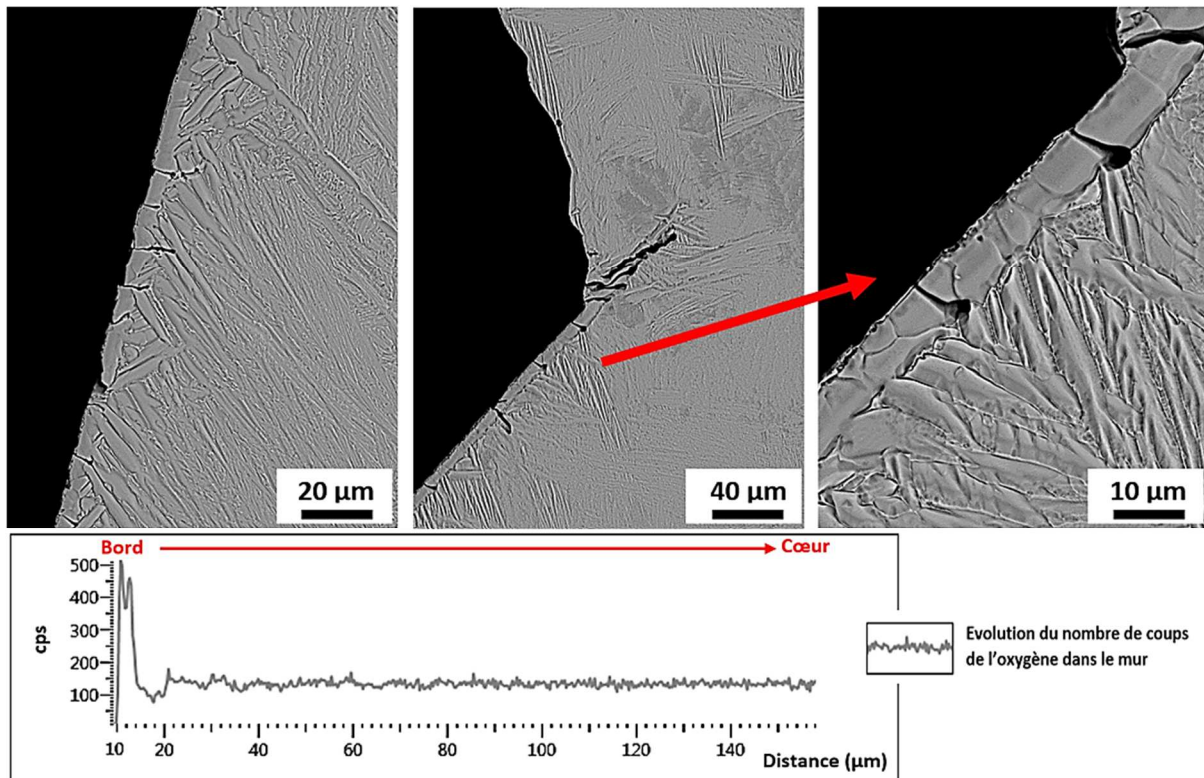 20 µm
40 µm
10 µm
Bord
Cœur
500
400
300
200
100
cps
10 20 40 60 80 100 120 140
Distance (µm)
Evolution du nombre de coups
de l'oxygène dans le mur